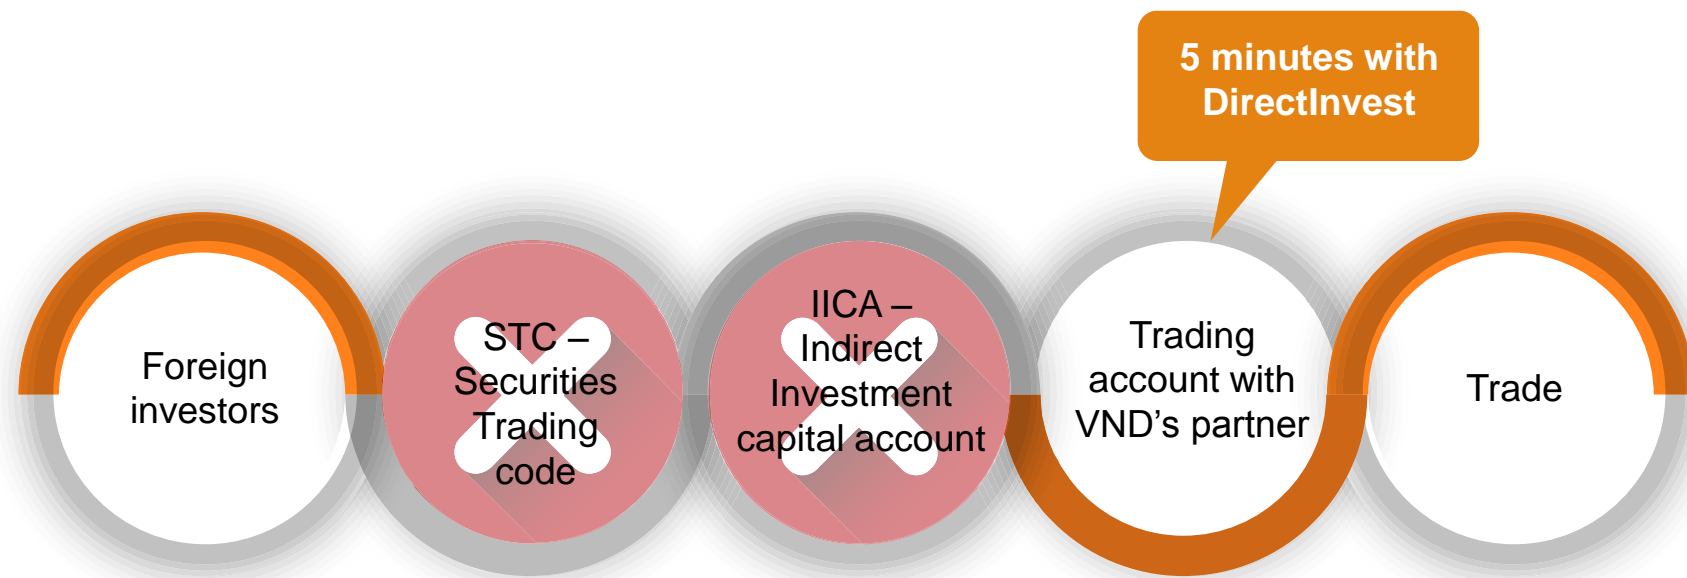 5 minutes with
DirectInvest
Foreign
investors
STC –
Securities
Trading
code
IICA –
Indirect
Investment
capital account
Trading
account with
VND’s partner
Trade